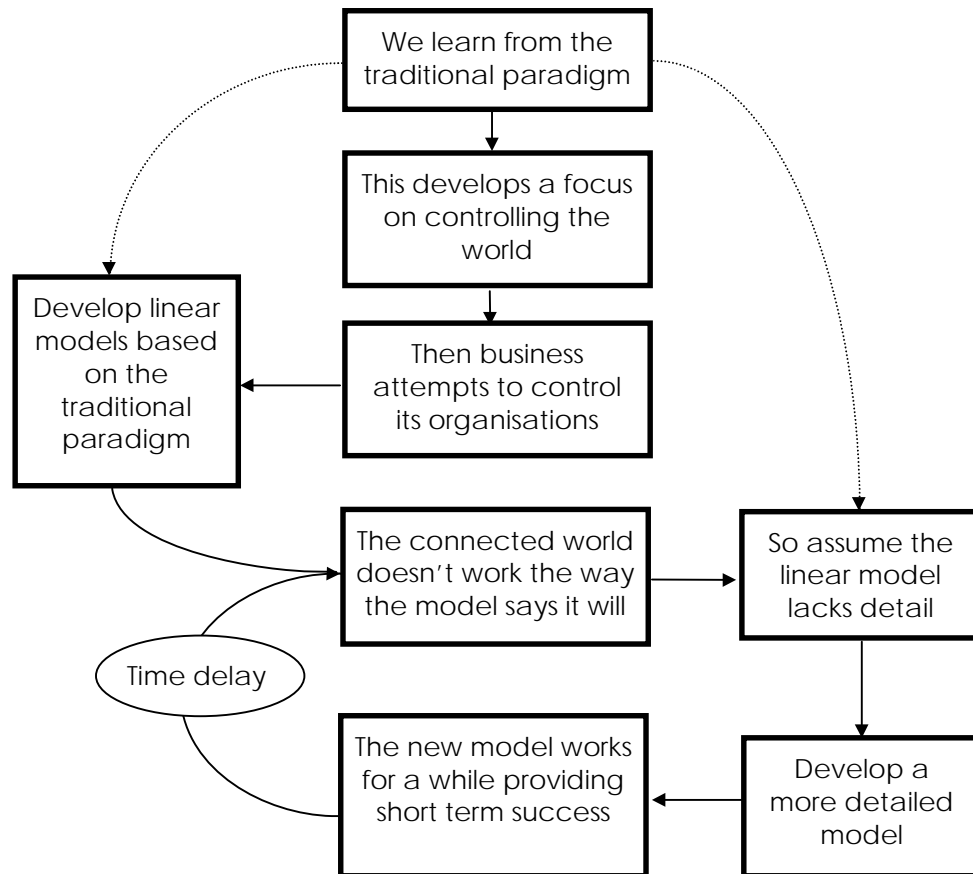 We learn from the
traditional paradigm
This develops a focus
on controlling the
world
Develop linear
models based
on the
traditional
paradigm
Then business
attempts to control
its organisations
The connected world
doesn’t work the way
the model says it will
So assume the
linear model
lacks detail
Time delay
The new model works
for a while providing
short term success
Develop a
more detailed
model